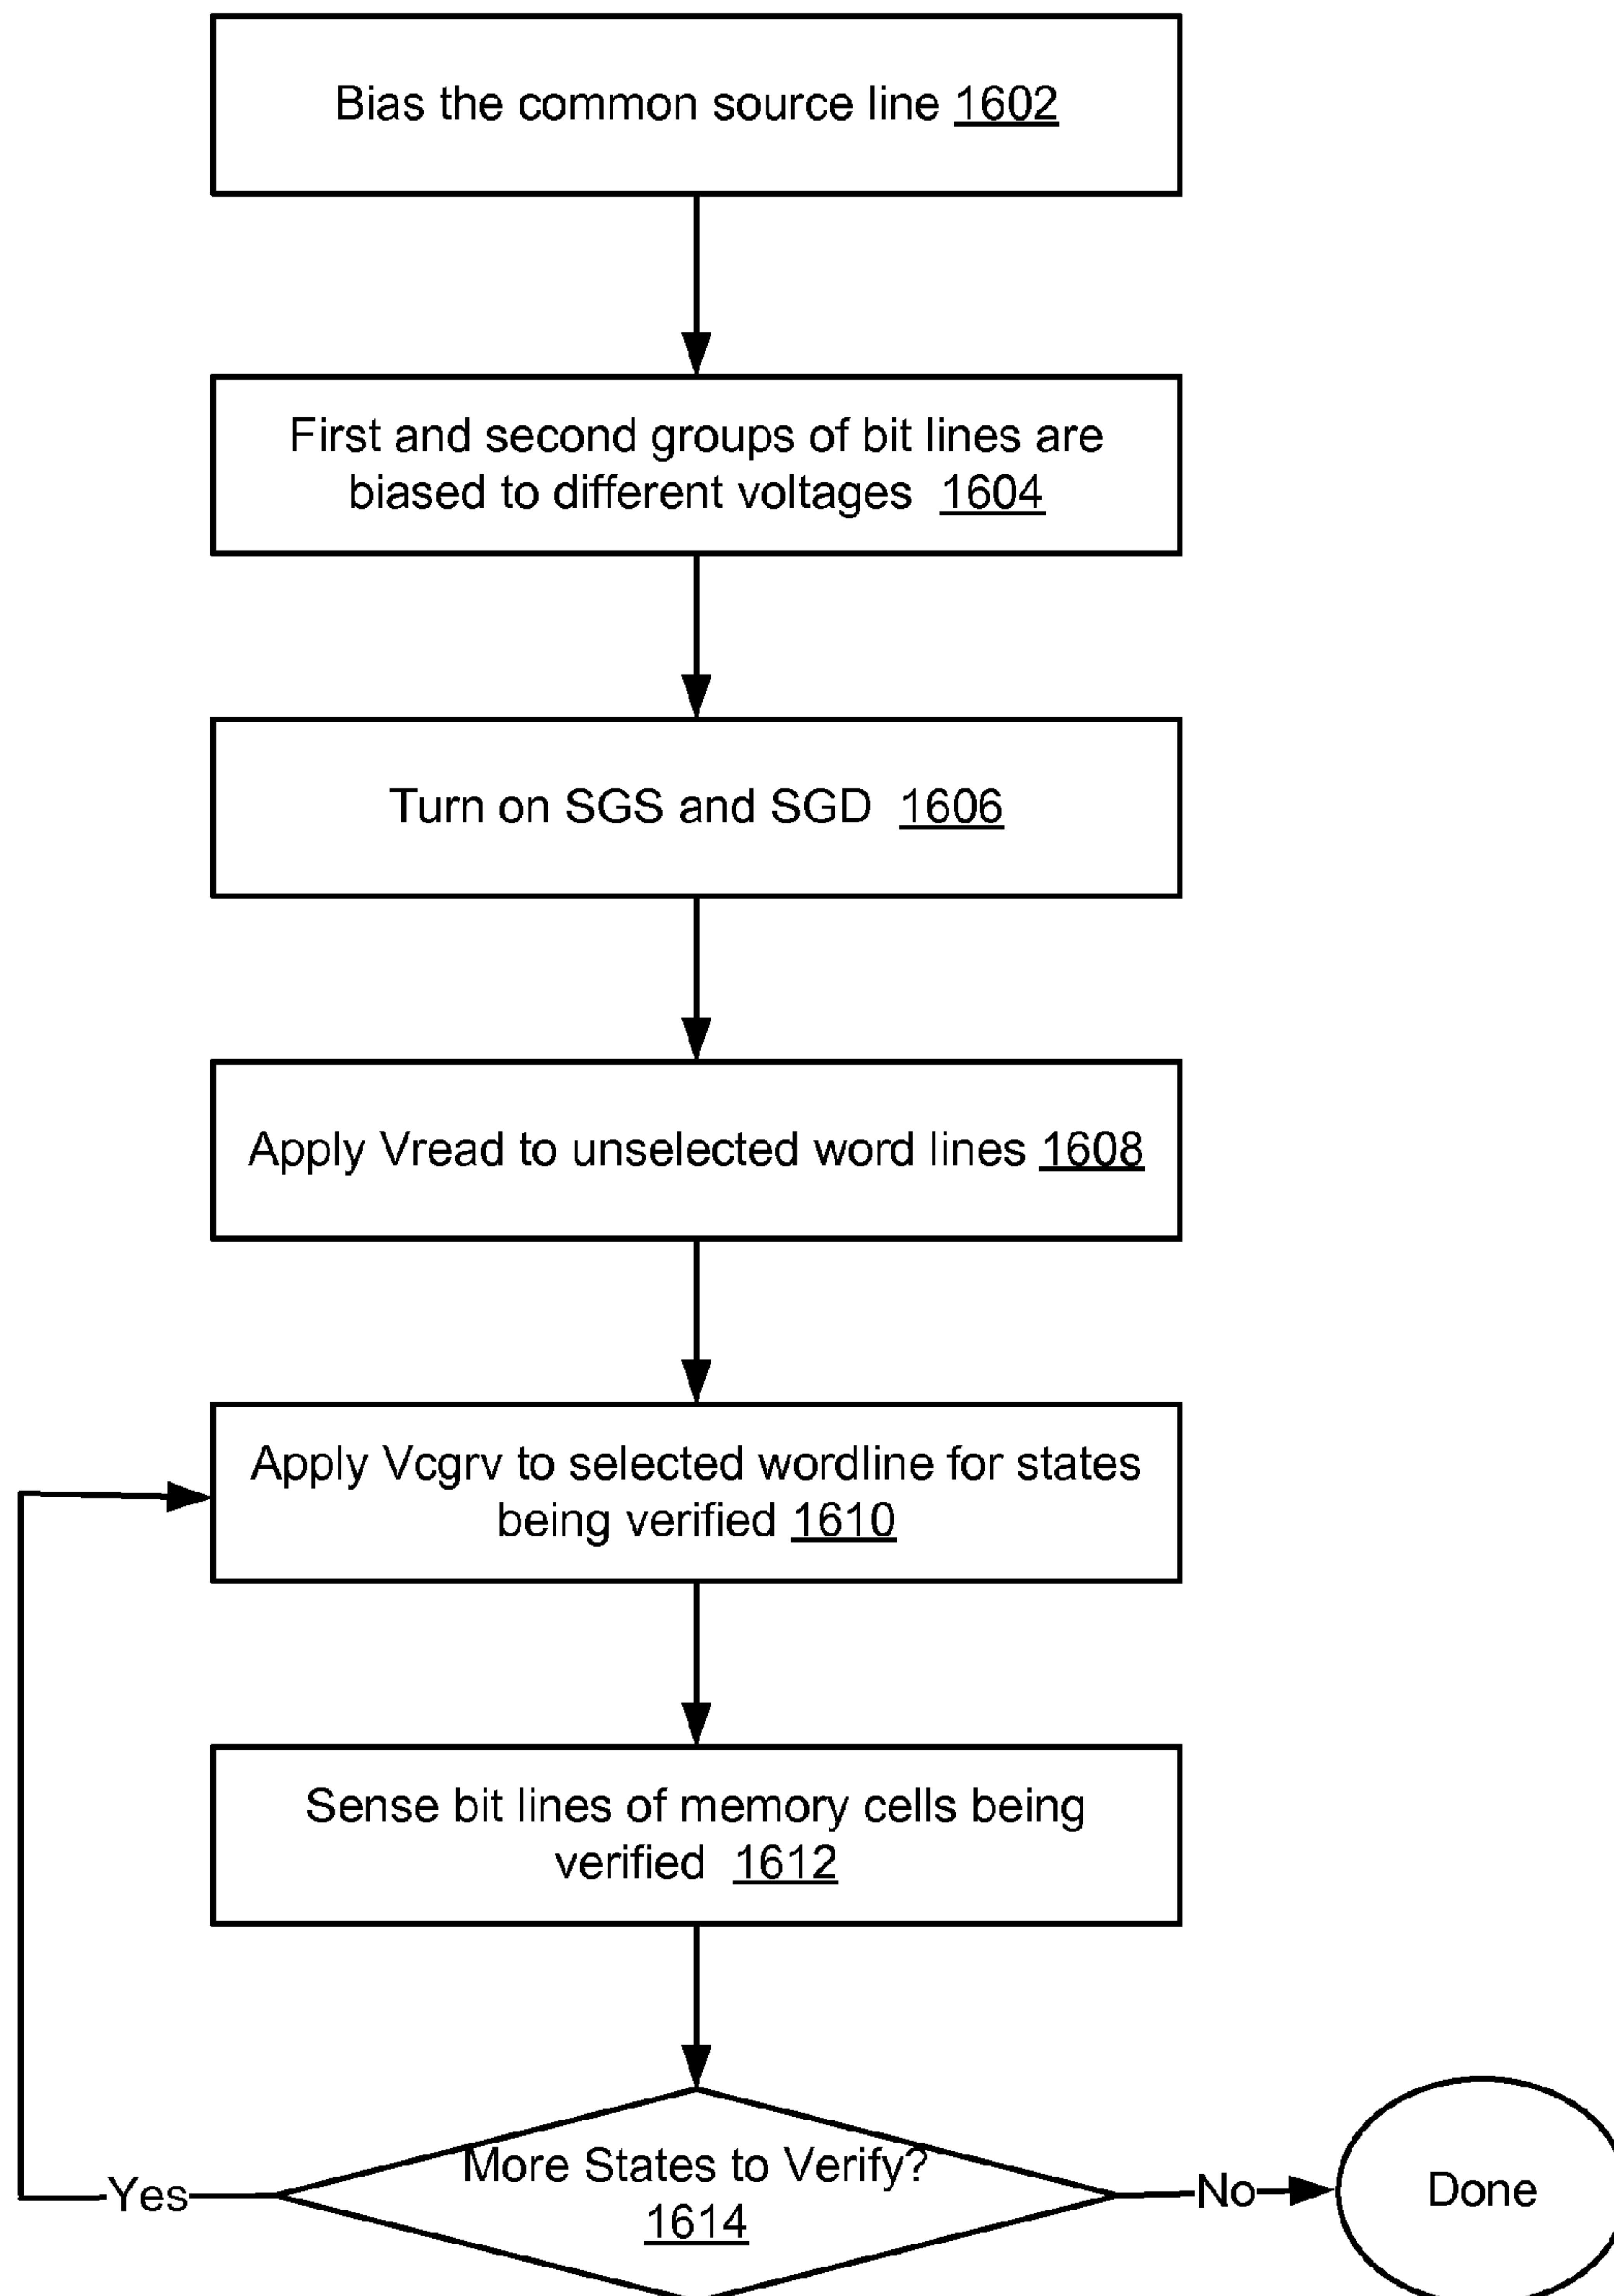 Bias the common source line 1602
First and second groups of bit lines are
biased to different voltages 1604
Turn on SGS and SGD 1606
Apply Vread to unselected word lines 1608
Apply Vcgrv to selected wordline for states
being verified 1610
Sense bit lines of memory cells being
verified 1612
More States to Verify?
1614
Yes
No
Done